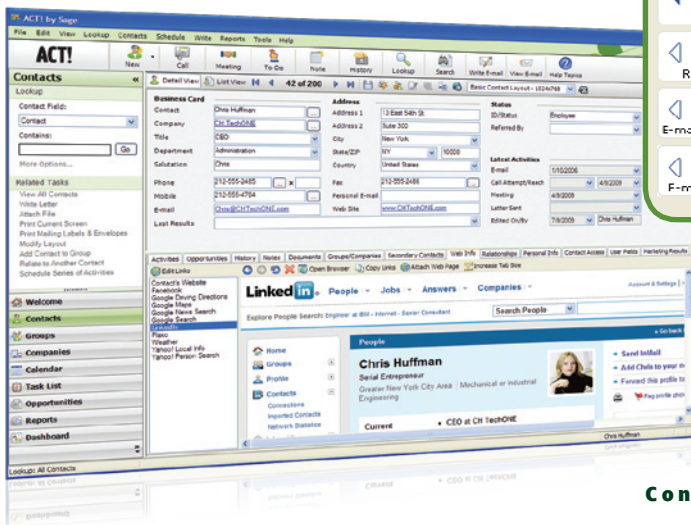 ACT! by Sage
File Edit View Lookup Contacts Schedule Write Reports Tools Help
ACT!
New Call Meeting To-Do Note History Lookup Search Write E-mail View E-mail Help Topics
Contacts «
Detail View List View 42 of 200 Basic Contact Layout - 1024x768
Lookup
Contact Field:
Contact
Contains:
Go
More Options...
Related Tasks
View All Contacts
Write Letter
Attach File
Print Current Screen
Print Mailing Labels & Envelopes
Modify Layout
Add Contact to Group
Relate to Another Contact
Schedule Series of Activities
Welcome
Contacts
Groups
Companies
Calendar
Task List
Opportunities
Reports
Dashboard
Lookup: All Contacts
Business Card
Contact Chris Huffman
Company CH TechONE
Title CEO
Department Administration
Salutation Chris
Phone 212-555-2485 x
Mobile 212-555-4784
E-mail Chris@CHTechONE.com
Last Results
Address
Address 1 13 East 54th St.
Address 2 Suite 300
City New York
State/ZIP NY 10008
Country United States
Fax 212-555-2486
Personal E-mail
Web Site www.CHTechONE.com
Status
ID/Status Employee
Referred By
Latest Activities
E-mail 1/10/2006
Call Attempt/Reach 4/9/2009
Meeting 4/9/2009
Letter Sent
Edited On/By 7/9/2009 Chris Huffman
Activities Opportunities History Notes Documents Groups/Companies Secondary Contacts Web Info Relationships Personal Info Contact Access User Fields Marketing Results
Edit Links Open Browser Copy Links Attach Web Page Increase Tab Size
Contact's Website
Facebook
Google Driving Directions
Google Maps
Google News Search
Google Search
LinkedIn
Plaxo
Weather
Yahoo! Local Info
Yahoo! Person Search
Linked in People Jobs Answers Companies Account & Settings
Explore People Search: Engineer at IBM - Internet - Senior Consultant Search People
Home
Groups
Profile
Contacts
Connections
Imported Contacts
Network Statistics
People
Go back
Chris Huffman
Serial Entrepreneur
Greater New York City Area | Mechanical or Industrial
Engineering
Current • CEO at CH TechONE
Send InMail
Add Chris to your
Forward this profile to
Flag profile
Chris Huffman
R
E-ma
E-m
Con